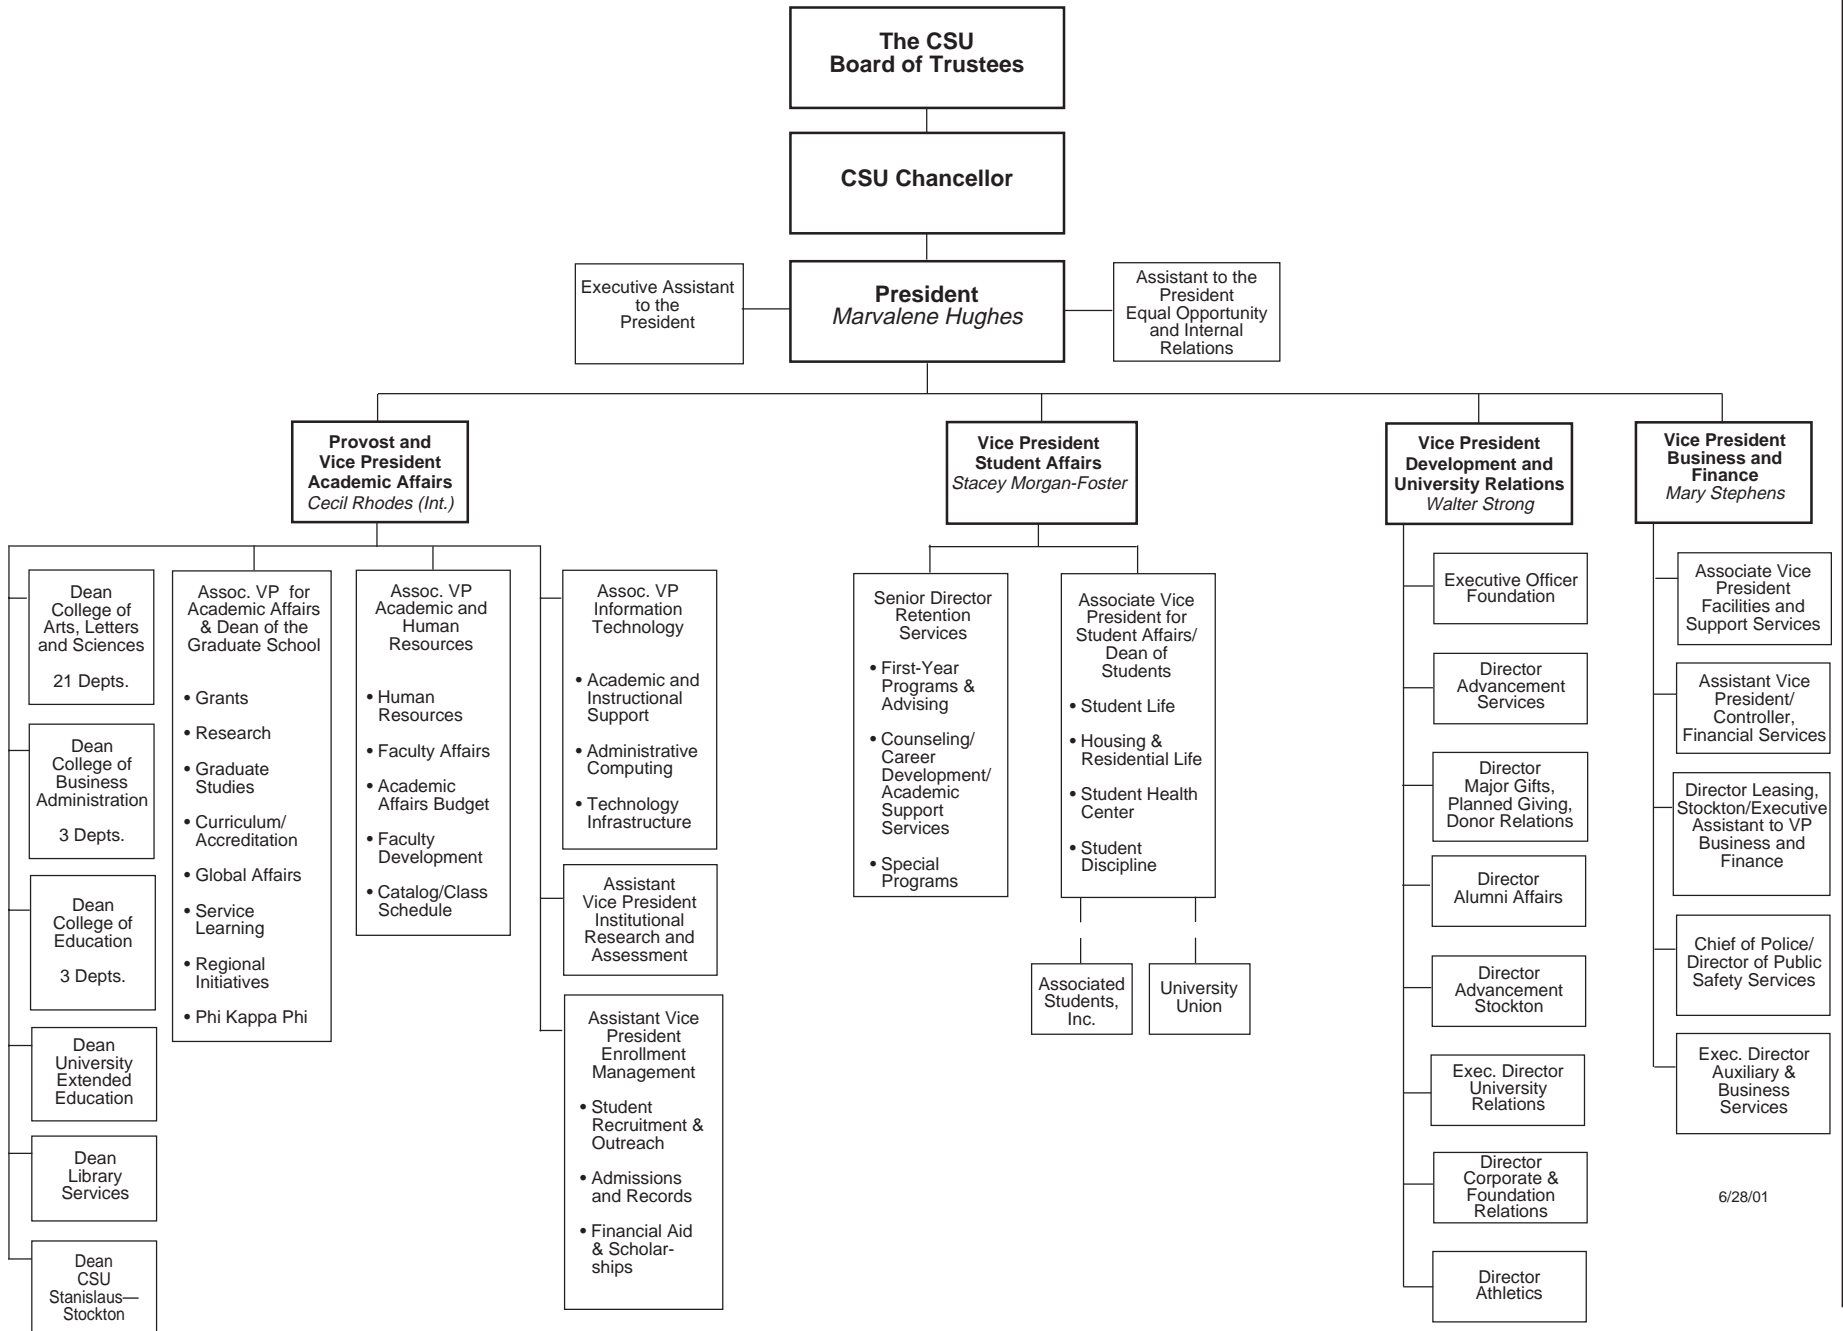 The CSU
Board of Trustees
CSU Chancellor
Executive Assistant
to the
President
President
Marvalene Hughes
Assistant to the
President
Equal Opportunity
and Internal
Relations
Provost and
Vice President
Academic Affairs
Cecil Rhodes (Int.)
Vice President
Student Affairs
Stacey Morgan-Foster
Vice President
Development and
University Relations
Walter Strong
Vice President
Business and
Finance
Mary Stephens
Dean
College of
Arts, Letters
and Sciences
21 Depts.
Dean
College of
Business
Administration
3 Depts.
Dean
College of
Education
3 Depts.
Dean
University
Extended
Education
Dean
Library
Services
Dean
CSU
Stanislaus—
Stockton
Assoc. VP for
Academic Affairs
& Dean of the
Graduate School
• Grants
• Research
• Graduate
Studies
• Curriculum/
Accreditation
• Global Affairs
• Service
Learning
• Regional
Initiatives
• Phi Kappa Phi
Assoc. VP
Academic and
Human
Resources
• Human
Resources
• Faculty Affairs
• Academic
Affairs Budget
• Faculty
Development
• Catalog/Class
Schedule
Assoc. VP
Information
Technology
• Academic and
Instructional
Support
• Administrative
Computing
• Technology
Infrastructure
Assistant
Vice President
Institutional
Research and
Assessment
Assistant Vice
President
Enrollment
Management
• Student
Recruitment &
Outreach
• Admissions
and Records
• Financial Aid
& Scholar-
ships
Senior Director
Retention
Services
• First-Year
Programs &
Advising
• Counseling/
Career
Development/
Academic
Support
Services
• Special
Programs
Associate Vice
President for
Student Affairs/
Dean of
Students
• Student Life
• Housing &
Residential Life
• Student Health
Center
• Student
Discipline
Associated
Students,
Inc.
University
Union
Executive Officer
Foundation
Director
Advancement
Services
Director
Major Gifts,
Planned Giving,
Donor Relations
Director
Alumni Affairs
Director
Advancement
Stockton
Exec. Director
University
Relations
Director
Corporate &
Foundation
Relations
Director
Athletics
Associate Vice
President
Facilities and
Support Services
Assistant Vice
President/
Controller,
Financial Services
Director Leasing,
Stockton/Executive
Assistant to VP
Business and
Finance
Chief of Police/
Director of Public
Safety Services
Exec. Director
Auxiliary &
Business
Services
6/28/01